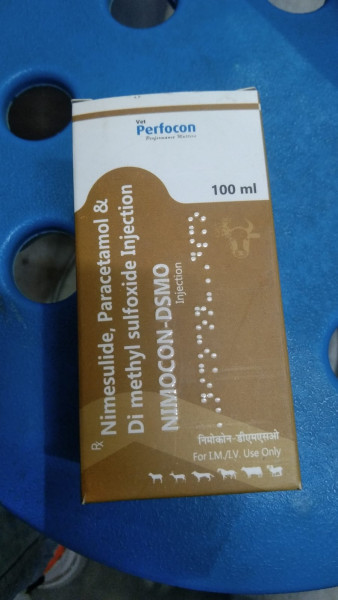 Vet
Perfocon
Performance Matters
100 ml
Rx Nimesulide, Paracetamol &
Di methyl sulfoxide Injection
NIMOCON-DSMO
Injection
निमोकोन-डीएमएसओ
For I.M./I.V. Use Only